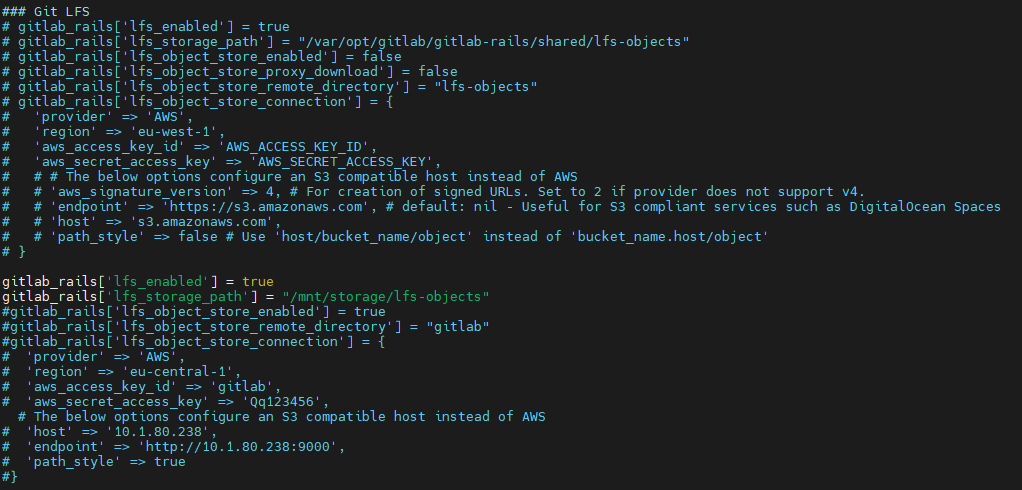 ### Git LFS
# gitlab_rails['lfs_enabled'] = true
# gitlab_rails['lfs_storage_path'] = "/var/opt/gitlab/gitlab-rails/shared/lfs-objects"
# gitlab_rails['lfs_object_store_enabled'] = false
# gitlab_rails['lfs_object_store_proxy_download'] = false
# gitlab_rails['lfs_object_store_remote_directory'] = "lfs-objects"
# gitlab_rails['lfs_object_store_connection'] = {
#   'provider' => 'AWS',
#   'region' => 'eu-west-1',
#   'aws_access_key_id' => 'AWS_ACCESS_KEY_ID',
#   'aws_secret_access_key' => 'AWS_SECRET_ACCESS_KEY',
#   # # The below options configure an S3 compatible host instead of AWS
#   # 'aws_signature_version' => 4, # For creation of signed URLs. Set to 2 if provider does not support v4.
#   # 'endpoint' => 'https://s3.amazonaws.com', # default: nil - Useful for S3 compliant services such as DigitalOcean Spaces
#   # 'host' => 's3.amazonaws.com',
#   # 'path_style' => false # Use 'host/bucket_name/object' instead of 'bucket_name.host/object'
# }
gitlab_rails['lfs_enabled'] = true
gitlab_rails['lfs_storage_path'] = "/mnt/storage/lfs-objects"
#gitlab_rails['lfs_object_store_enabled'] = true
#gitlab_rails['lfs_object_store_remote_directory'] = "gitlab"
#gitlab_rails['lfs_object_store_connection'] = {
#  'provider' => 'AWS',
#  'region' => 'eu-central-1',
#  'aws_access_key_id' => 'gitlab',
#  'aws_secret_access_key' => 'Qq123456',
  # The below options configure an S3 compatible host instead of AWS
#  'host' => '10.1.80.238',
#  'endpoint' => 'http://10.1.80.238:9000',
#  'path_style' => true
#}